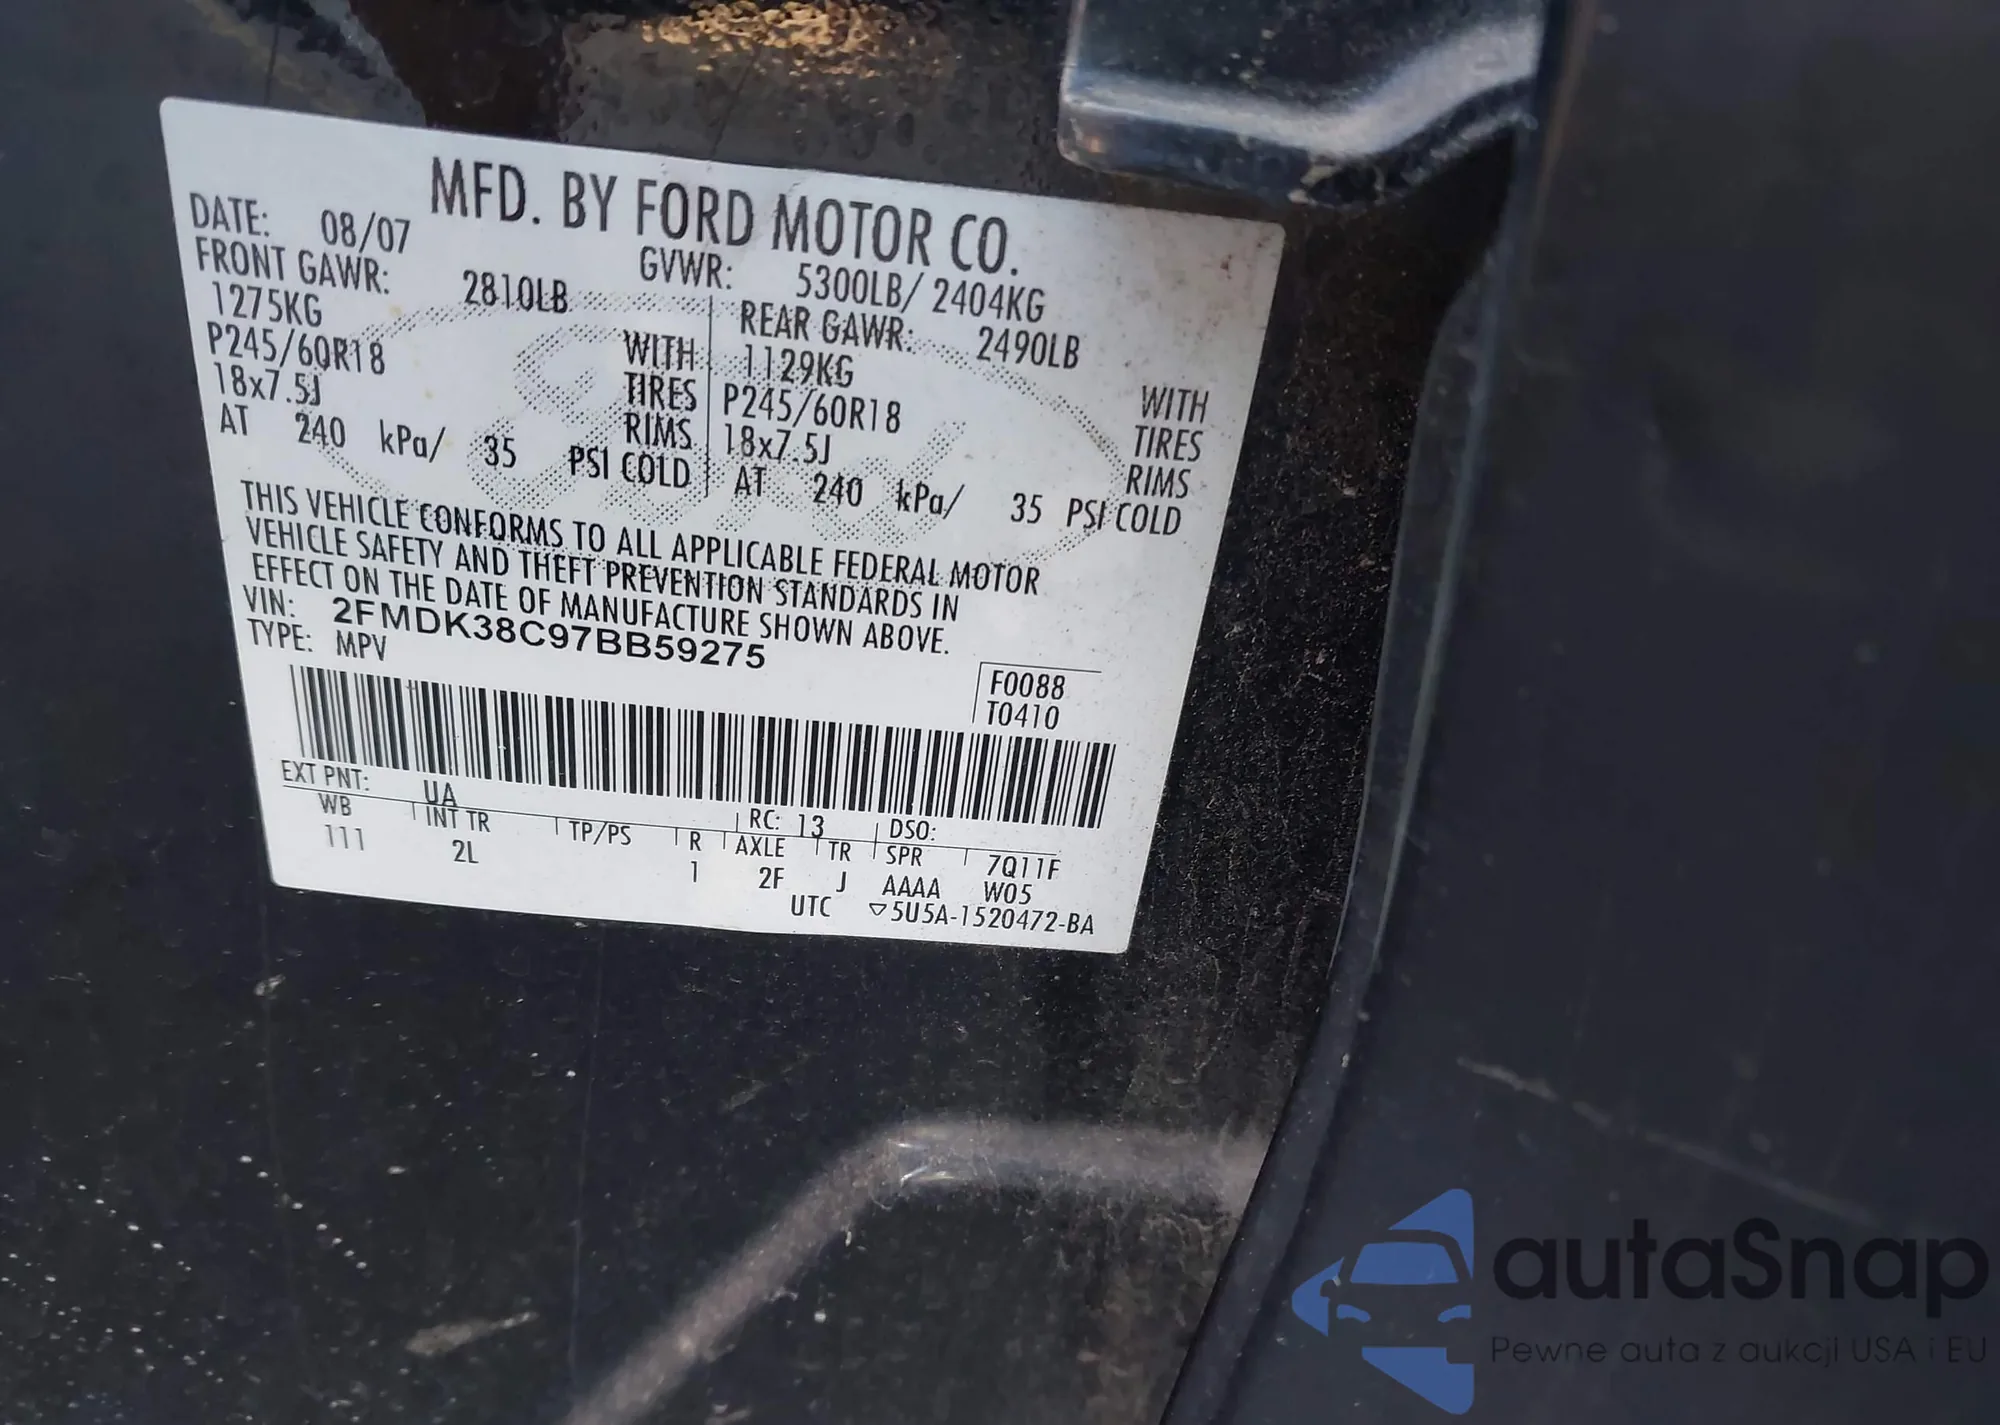 MFD. BY FORD MOTOR CO.
DATE: 08/07 GVWR: 5300LB/ 2404KG
FRONT GAWR: 2810LB REAR GAWR: 2490LB
1275KG WITH 1129KG WITH
P245/60R18 TIRES P245/60R18 TIRES
18x7.5J RIMS 18x7.5J RIMS
AT 240 kPa/ 35 PSI COLD AT 240 kPa/ 35 PSI COLD
THIS VEHICLE CONFORMS TO ALL APPLICABLE FEDERAL MOTOR
VEHICLE SAFETY AND THEFT PREVENTION STANDARDS IN
EFFECT ON THE DATE OF MANUFACTURE SHOWN ABOVE.
VIN: 2FMDK38C97BB59275
TYPE: MPV
F0088
T0410
EXT PNT: UA RC: 13 DSO:
WB INT TR TP/PS R AXLE TR SPR 7Q11F
111 2L 1 2F J AAAA W05
UTC ▽5U5A-1520472-BA
autaSnap
Pewne auta z aukcji USA i EU